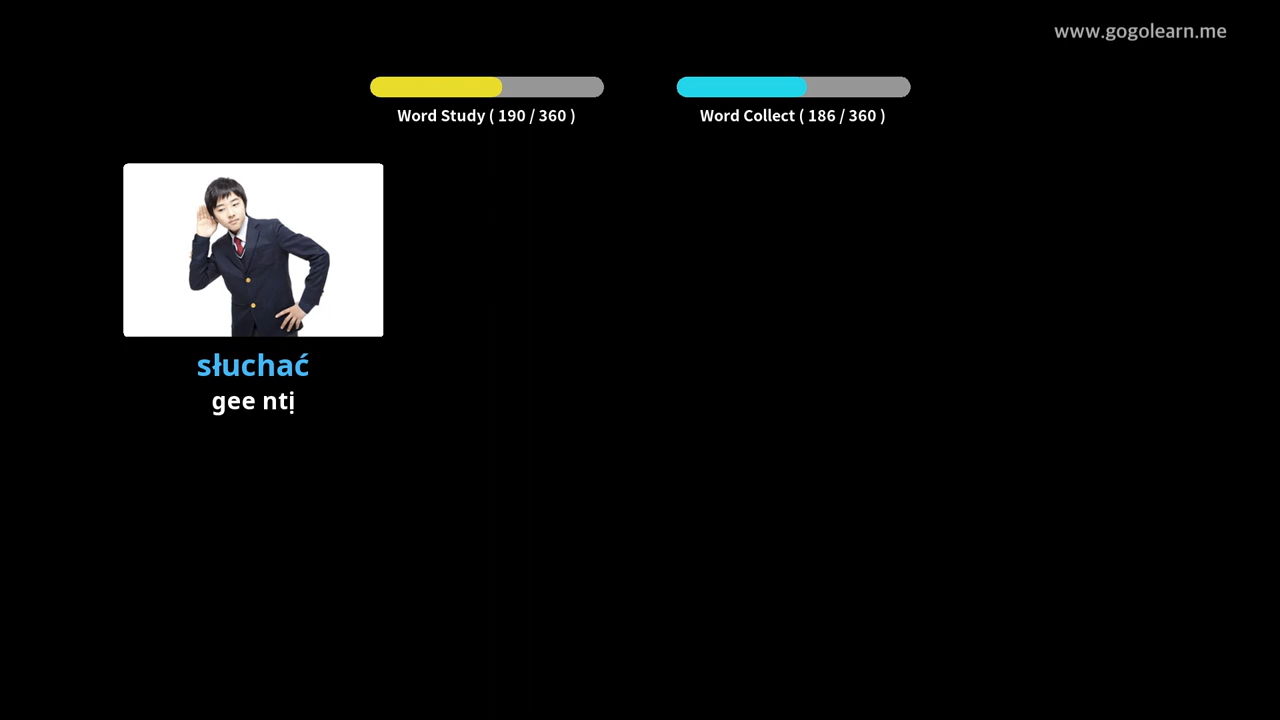 www.gogolearn.me
Word Study ( 190 / 360 )
Word Collect ( 186 / 360 )
słuchać
gee ntị